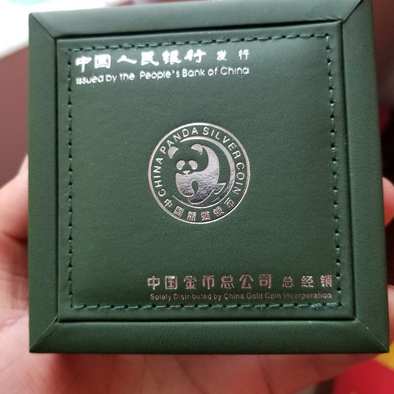 中国人民银行 发行
Issued by the People's Bank of China
CHINA PANDA SILVER COIN
中国熊猫银币
中国金币总公司 总经销
Solely Distributed by China Gold Coin Incorporation